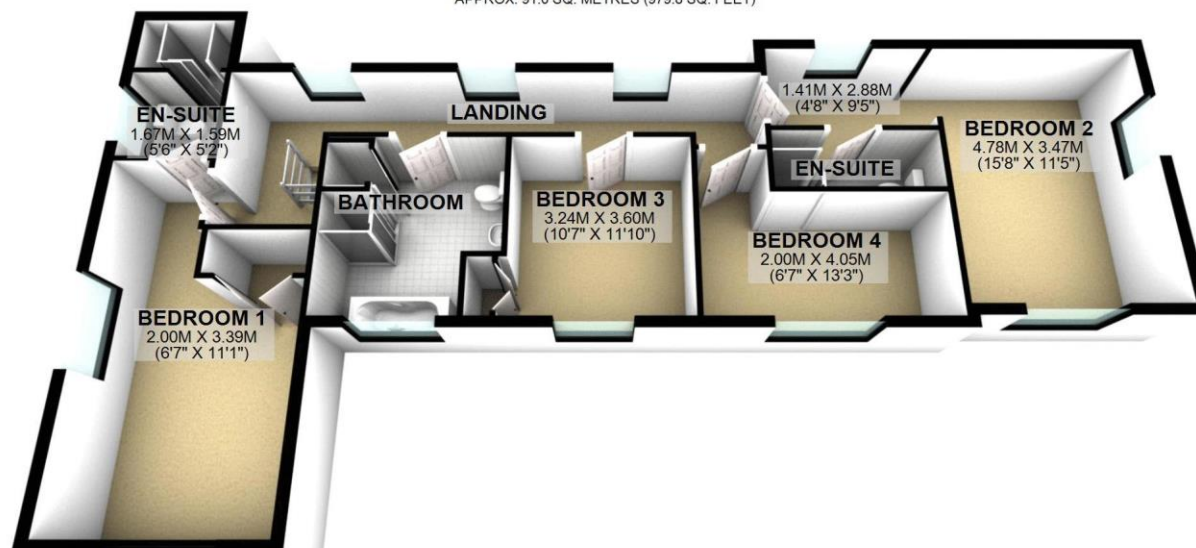 EN-SUITE
1.67M X 1.59M
(5'6" X 5'2")
LANDING
1.41M X 2.88M
(4'8" X 9'5")
BEDROOM 2
4.78M X 3.47M
(15'8" X 11'5")
EN-SUITE
BATHROOM
BEDROOM 3
3.24M X 3.60M
(10'7" X 11'10")
BEDROOM 4
2.00M X 4.05M
(6'7" X 13'3")
BEDROOM 1
2.00M X 3.39M
(6'7" X 11'1")